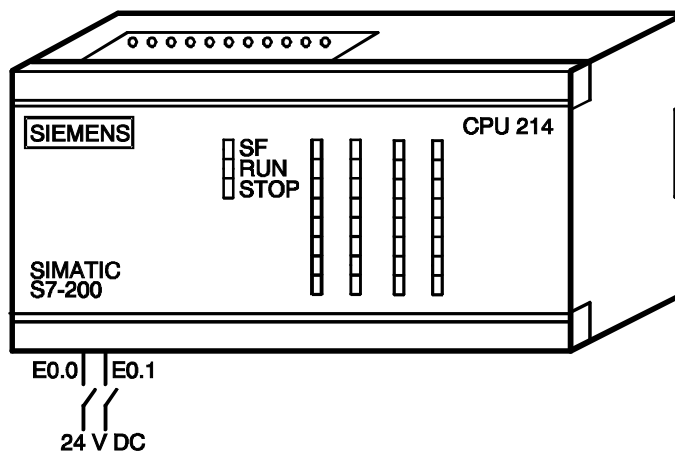 SIEMENS
CPU 214
SF
RUN
STOP
SIMATIC
S7-200
E0.0 E0.1
24 V DC